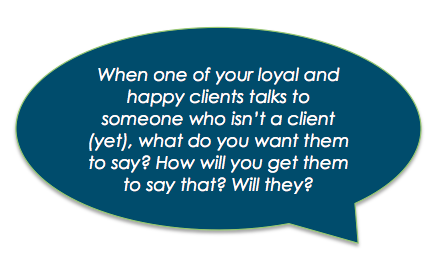 When one of your loyal and
happy clients talks to
someone who isn't a client
(yet), what do you want them
to say? How will you get them
to say that? Will they?